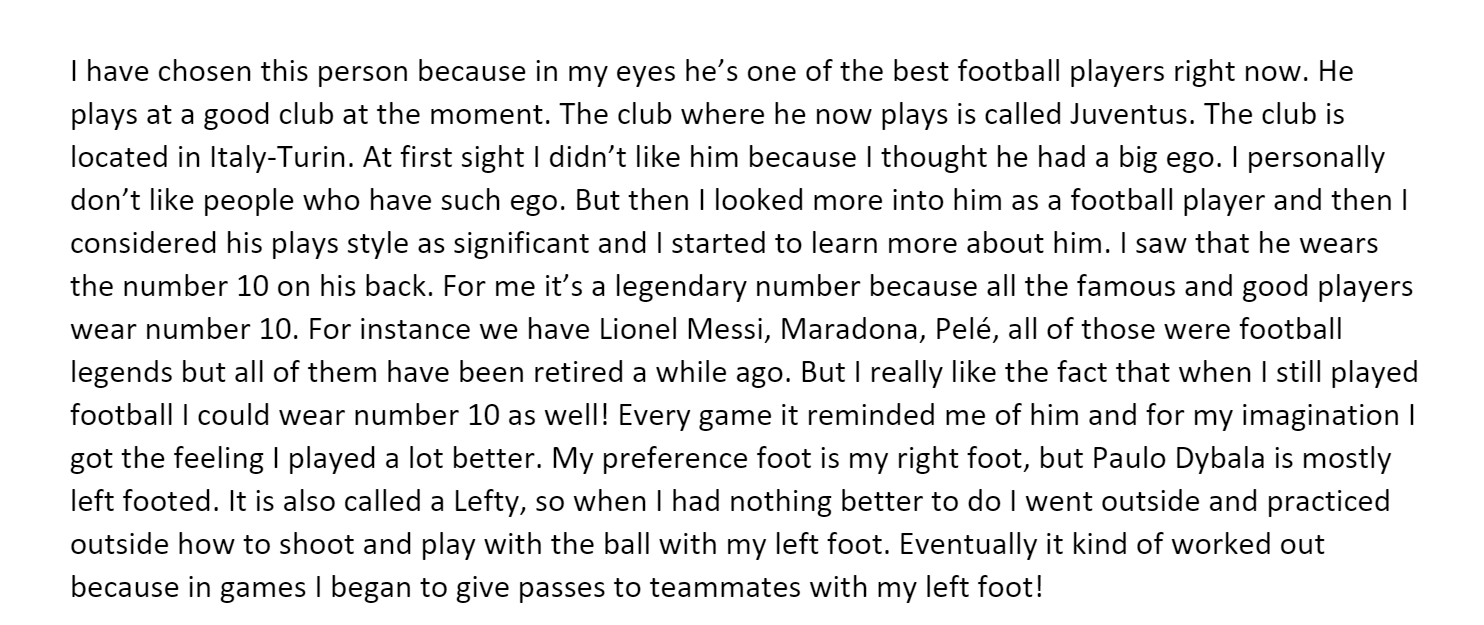 I have chosen this person because in my eyes he’s one of the best football players right now. He
plays at a good club at the moment. The club where he now plays is called Juventus. The club is
located in Italy-Turin. At first sight I didn’t like him because I thought he had a big ego. I personally
don’t like people who have such ego. But then I looked more into him as a football player and then I
considered his plays style as significant and I started to learn more about him. I saw that he wears
the number 10 on his back. For me it’s a legendary number because all the famous and good players
wear number 10. For instance we have Lionel Messi, Maradona, Pelé, all of those were football
legends but all of them have been retired a while ago. But I really like the fact that when I still played
football I could wear number 10 as well! Every game it reminded me of him and for my imagination I
got the feeling I played a lot better. My preference foot is my right foot, but Paulo Dybala is mostly
left footed. It is also called a Lefty, so when I had nothing better to do I went outside and practiced
outside how to shoot and play with the ball with my left foot. Eventually it kind of worked out
because in games I began to give passes to teammates with my left foot!